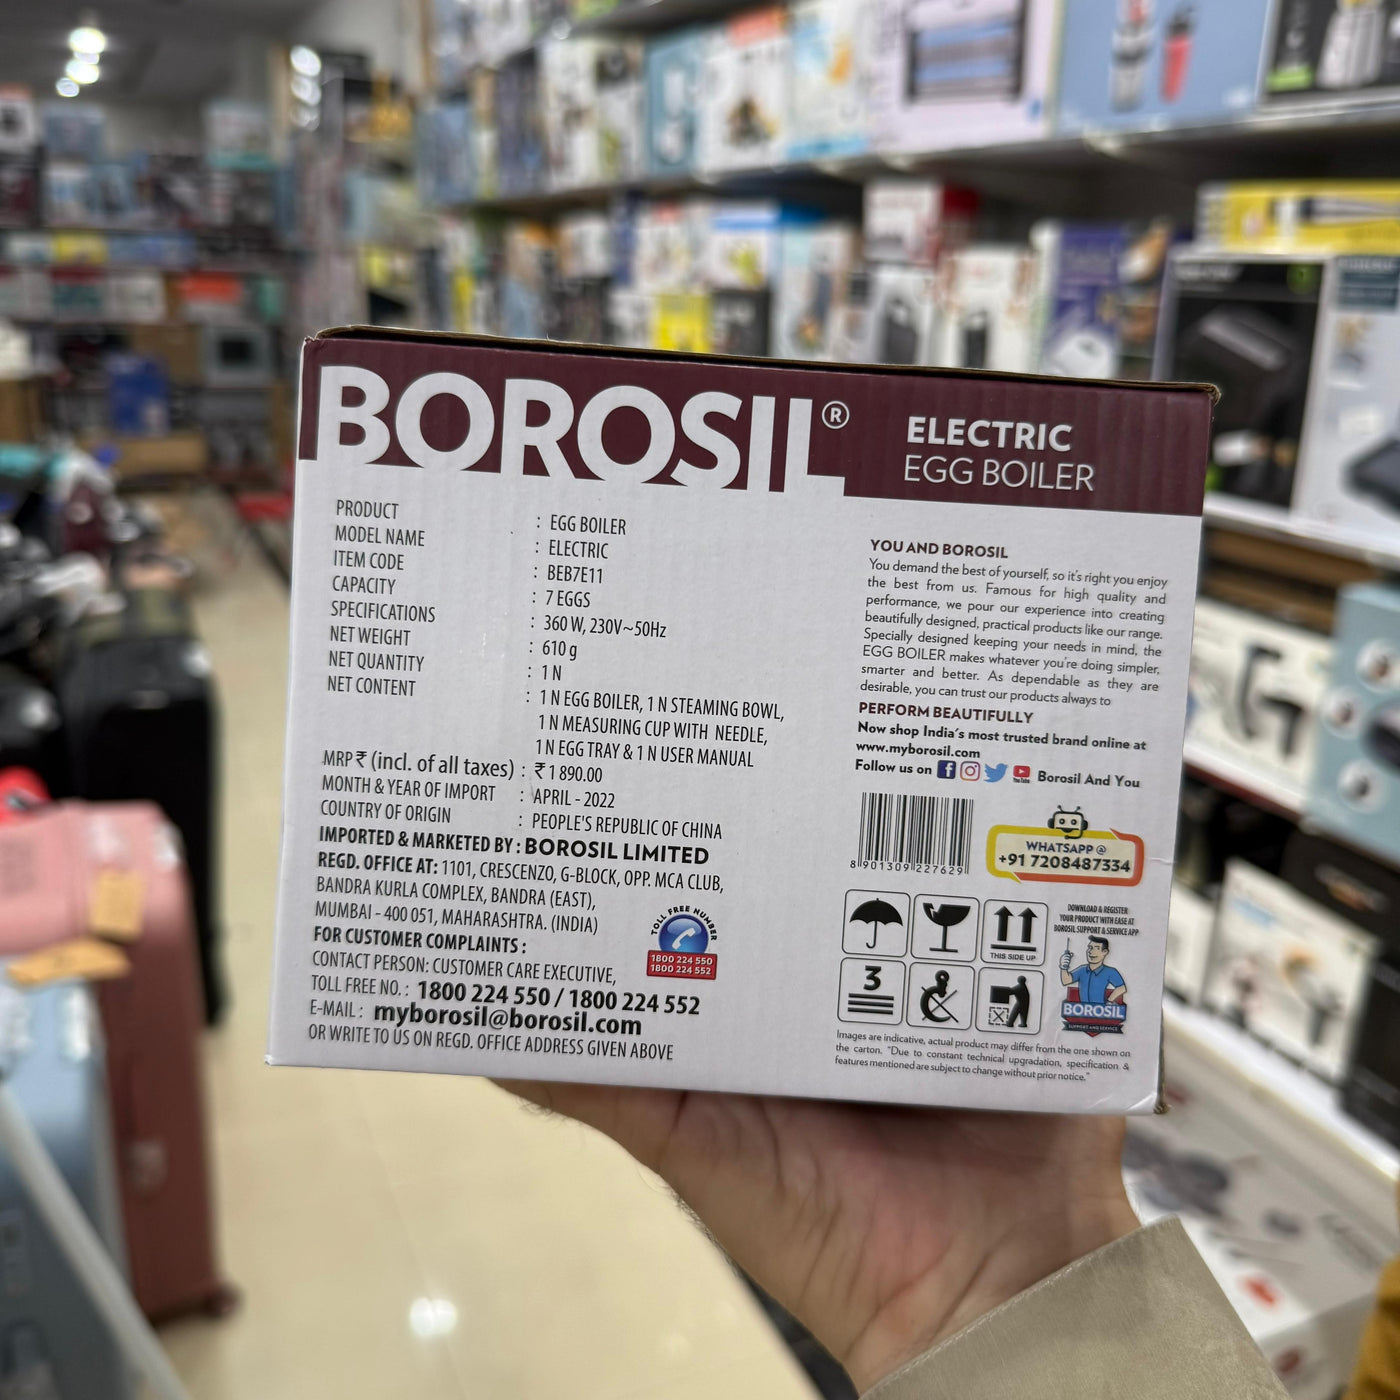 BOROSIL®
ELECTRIC
EGG BOILER
PRODUCT : EGG BOILER
MODEL NAME : ELECTRIC
ITEM CODE : BEB7E11
CAPACITY : 7 EGGS
SPECIFICATIONS : 360 W, 230V~50Hz
NET WEIGHT : 610 g
NET QUANTITY : 1 N
NET CONTENT : 1 N EGG BOILER, 1 N STEAMING BOWL,
1 N MEASURING CUP WITH NEEDLE,
1 N EGG TRAY & 1 N USER MANUAL
MRP ₹ (incl. of all taxes) : ₹ 1890.00
MONTH & YEAR OF IMPORT : APRIL - 2022
COUNTRY OF ORIGIN : PEOPLE'S REPUBLIC OF CHINA
IMPORTED & MARKETED BY : BOROSIL LIMITED
REGD. OFFICE AT: 1101, CRESCENZO, G-BLOCK, OPP. MCA CLUB,
BANDRA KURLA COMPLEX, BANDRA (EAST),
MUMBAI - 400 051, MAHARASHTRA. (INDIA)
FOR CUSTOMER COMPLAINTS :
CONTACT PERSON: CUSTOMER CARE EXECUTIVE,
TOLL FREE NO. : 1800 224 550 / 1800 224 552
E-MAIL : myborosil@borosil.com
OR WRITE TO US ON REGD. OFFICE ADDRESS GIVEN ABOVE
TOLL FREE NUMBER
1800 224 550
1800 224 552
YOU AND BOROSIL
You demand the best of yourself, so it's right you enjoy
the best from us. Famous for high quality and
performance, we pour our experience into creating
beautifully designed, practical products like our range.
Specially designed keeping your needs in mind, the
EGG BOILER makes whatever you're doing simpler,
smarter and better. As dependable as they are
desirable, you can trust our products always to
PERFORM BEAUTIFULLY
Now shop India's most trusted brand online at
www.myborosil.com
Follow us on YouTube Borosil And You
8 901309 227629
WHATSAPP @
+91 7208487334
THIS SIDE UP
3
DOWNLOAD & REGISTER
YOUR PRODUCT WITH EASE AT
BOROSIL SUPPORT & SERVICE APP
BOROSIL
SUPPORT AND SERVICE
Images are indicative, actual product may differ from the one shown on
the carton. "Due to constant technical upgradation, specification &
features mentioned are subject to change without prior notice."